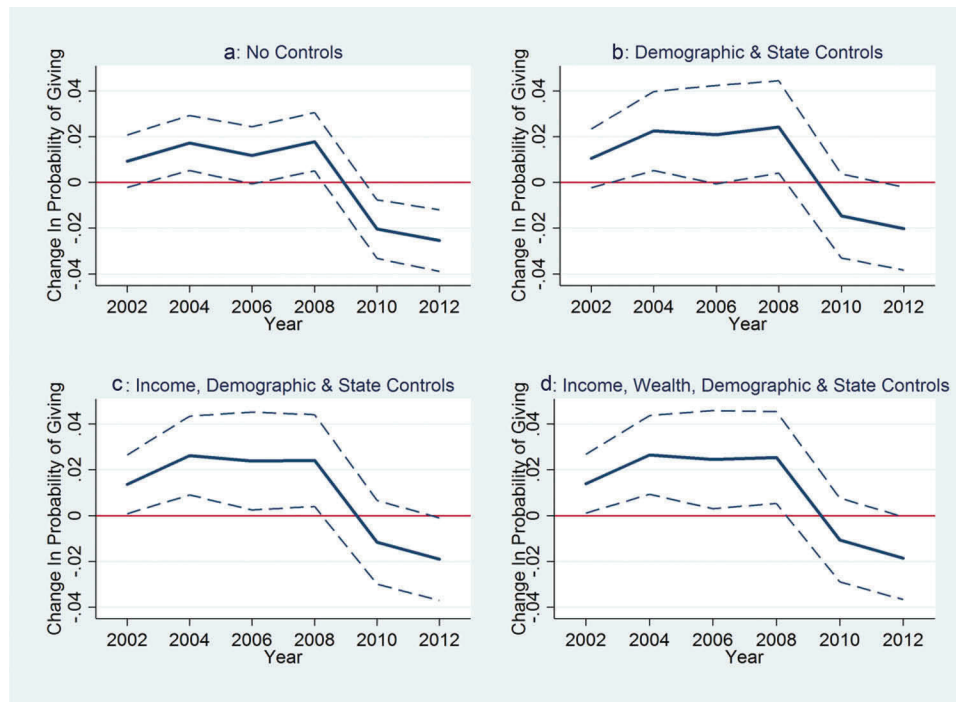 a: No Controls
Change In Probability of Giving
.04
.02
0
-.02
-.04
2002 2004 2006 2008 2010 2012
Year
b: Demographic & State Controls
Change In Probability of Giving
.04
.02
0
-.02
-.04
2002 2004 2006 2008 2010 2012
Year
c: Income, Demographic & State Controls
Change In Probability of Giving
.04
.02
0
-.02
-.04
2002 2004 2006 2008 2010 2012
Year
d: Income, Wealth, Demographic & State Controls
Change In Probability of Giving
.04
.02
0
-.02
-.04
2002 2004 2006 2008 2010 2012
Year